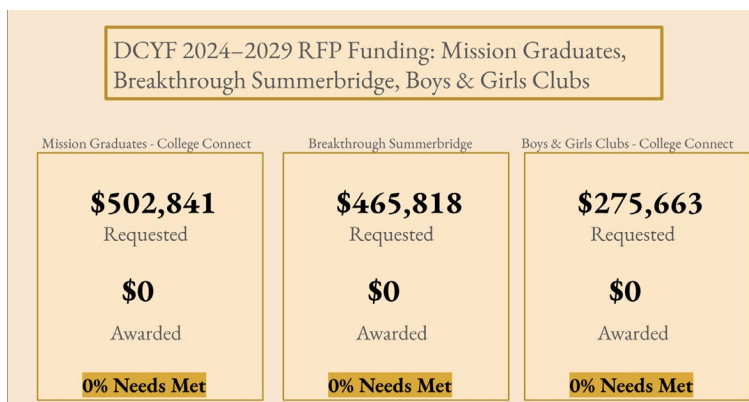 DCYF 2024–2029 RFP Funding: Mission Graduates,
Breakthrough Summerbridge, Boys & Girls Clubs
Mission Graduates - College Connect
$502,841
Requested
$0
Awarded
0% Needs Met
Breakthrough Summerbridge
$465,818
Requested
$0
Awarded
0% Needs Met
Boys & Girls Clubs - College Connect
$275,663
Requested
$0
Awarded
0% Needs Met